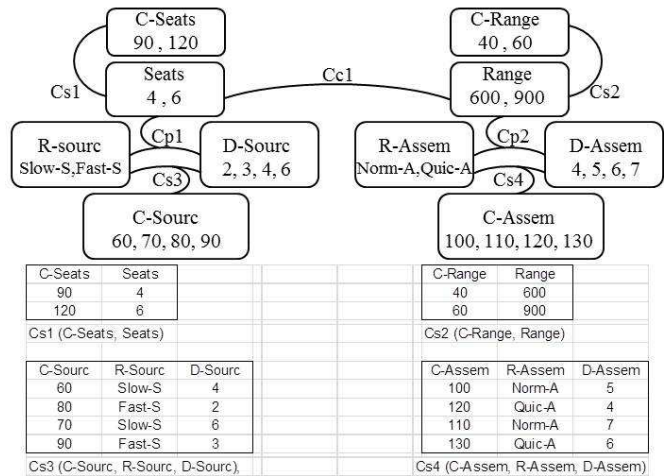 C-Seats
90 , 120
C-Range
40 , 60
Cs1
Seats
4 , 6
Cc1
Range
600 , 900
Cs2
R-sourc
Slow-S,Fast-S
Cp1
D-Sourc
2, 3, 4, 6
R-Assem
Norm-A,Quic-A
Cp2
D-Assem
4, 5, 6, 7
Cs3
Cs4
C-Sourc
60, 70, 80, 90
C-Assem
100, 110, 120, 130
C-Seats Seats
90 4
120 6
Cs1 (C-Seats, Seats)
C-Range Range
40 600
60 900
Cs2 (C-Range, Range)
C-Sourc R-Sourc D-Sourc
60 Slow-S 4
80 Fast-S 2
70 Slow-S 6
90 Fast-S 3
Cs3 (C-Sourc, R-Sourc, D-Sourc),
C-Assem R-Assem D-Assem
100 Norm-A 5
120 Quic-A 4
110 Norm-A 7
130 Quic-A 6
Cs4 (C-Assem, R-Assem, D-Assem)